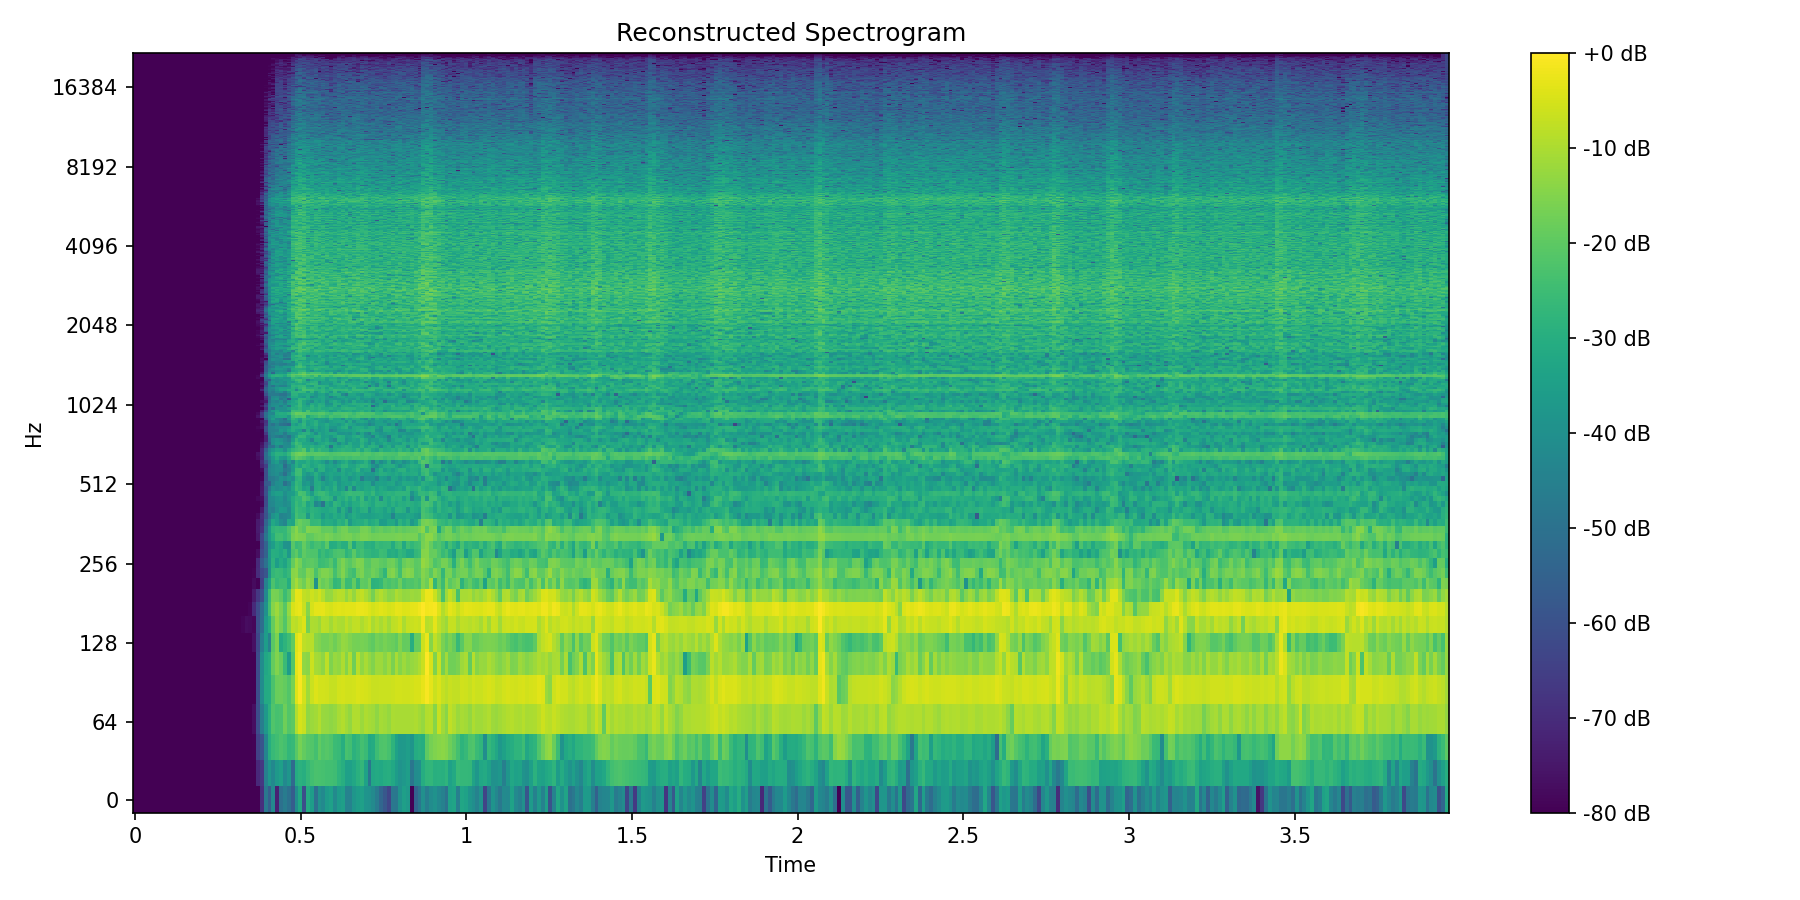 Reconstructed Spectrogram
Hz
16384
8192
4096
2048
1024
512
256
128
64
0
0
0.5
1
1.5
2
2.5
3
3.5
Time
+0 dB
-10 dB
-20 dB
-30 dB
-40 dB
-50 dB
-60 dB
-70 dB
-80 dB